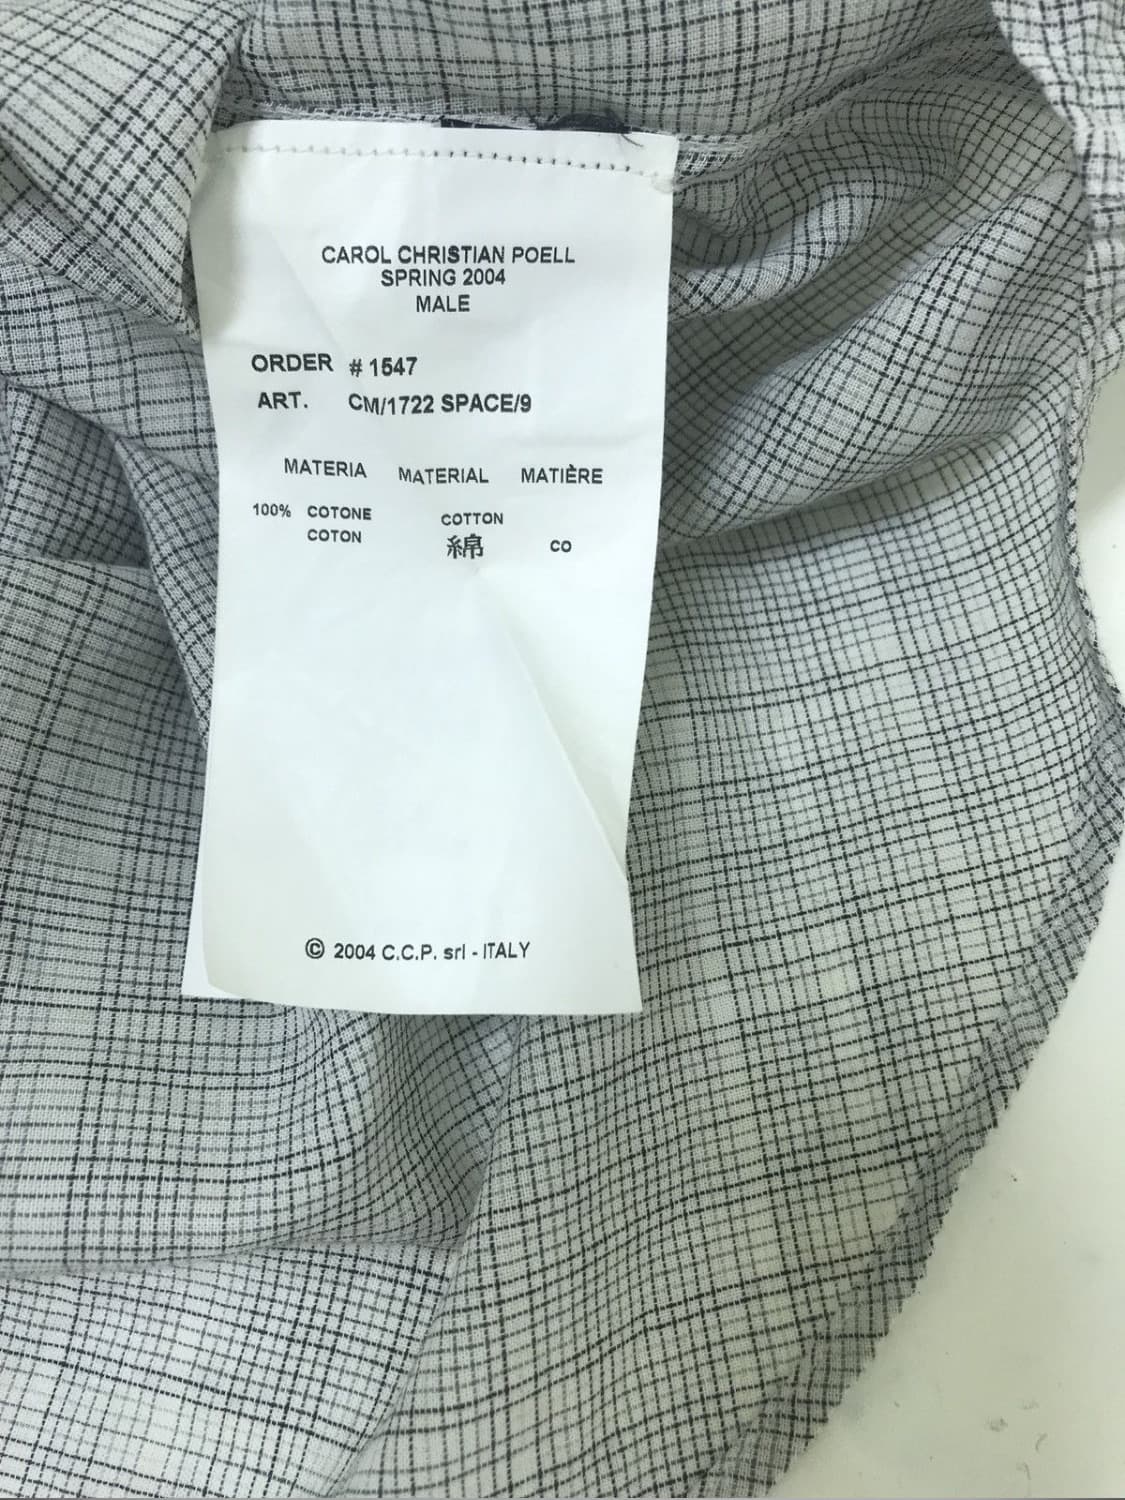 CAROL CHRISTIAN POELL
SPRING 2004
MALE
ORDER # 1547
ART. CM/1722 SPACE/9
MATERIA MATERIAL MATIÈRE
100% COTONE COTTON
COTON 綿 CO
© 2004 C.C.P. srl - ITALY